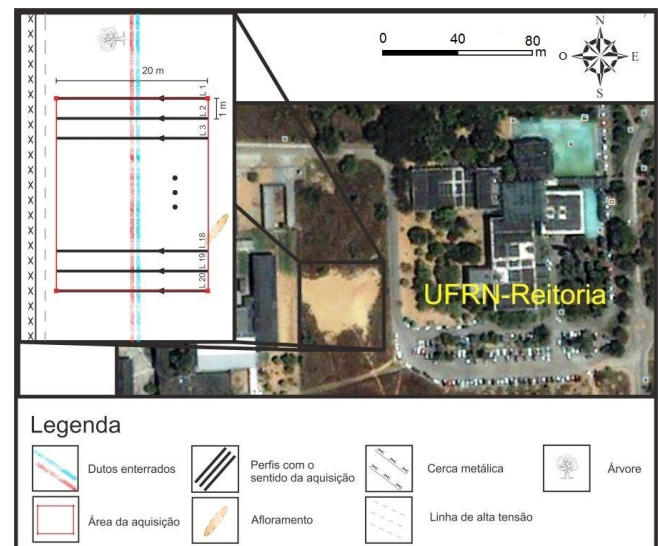 N
O
E
S
0
40
80
m
20 m
1 m
L 1
L 2
L 3
L 18
L 19
L 20
UFRN-Reitoria
Legenda
Dutos enterrados
Perfis com o
sentido da aquisição
Cerca metálica
Árvore
Área da aquisição
Afloramento
Linha de alta tensão